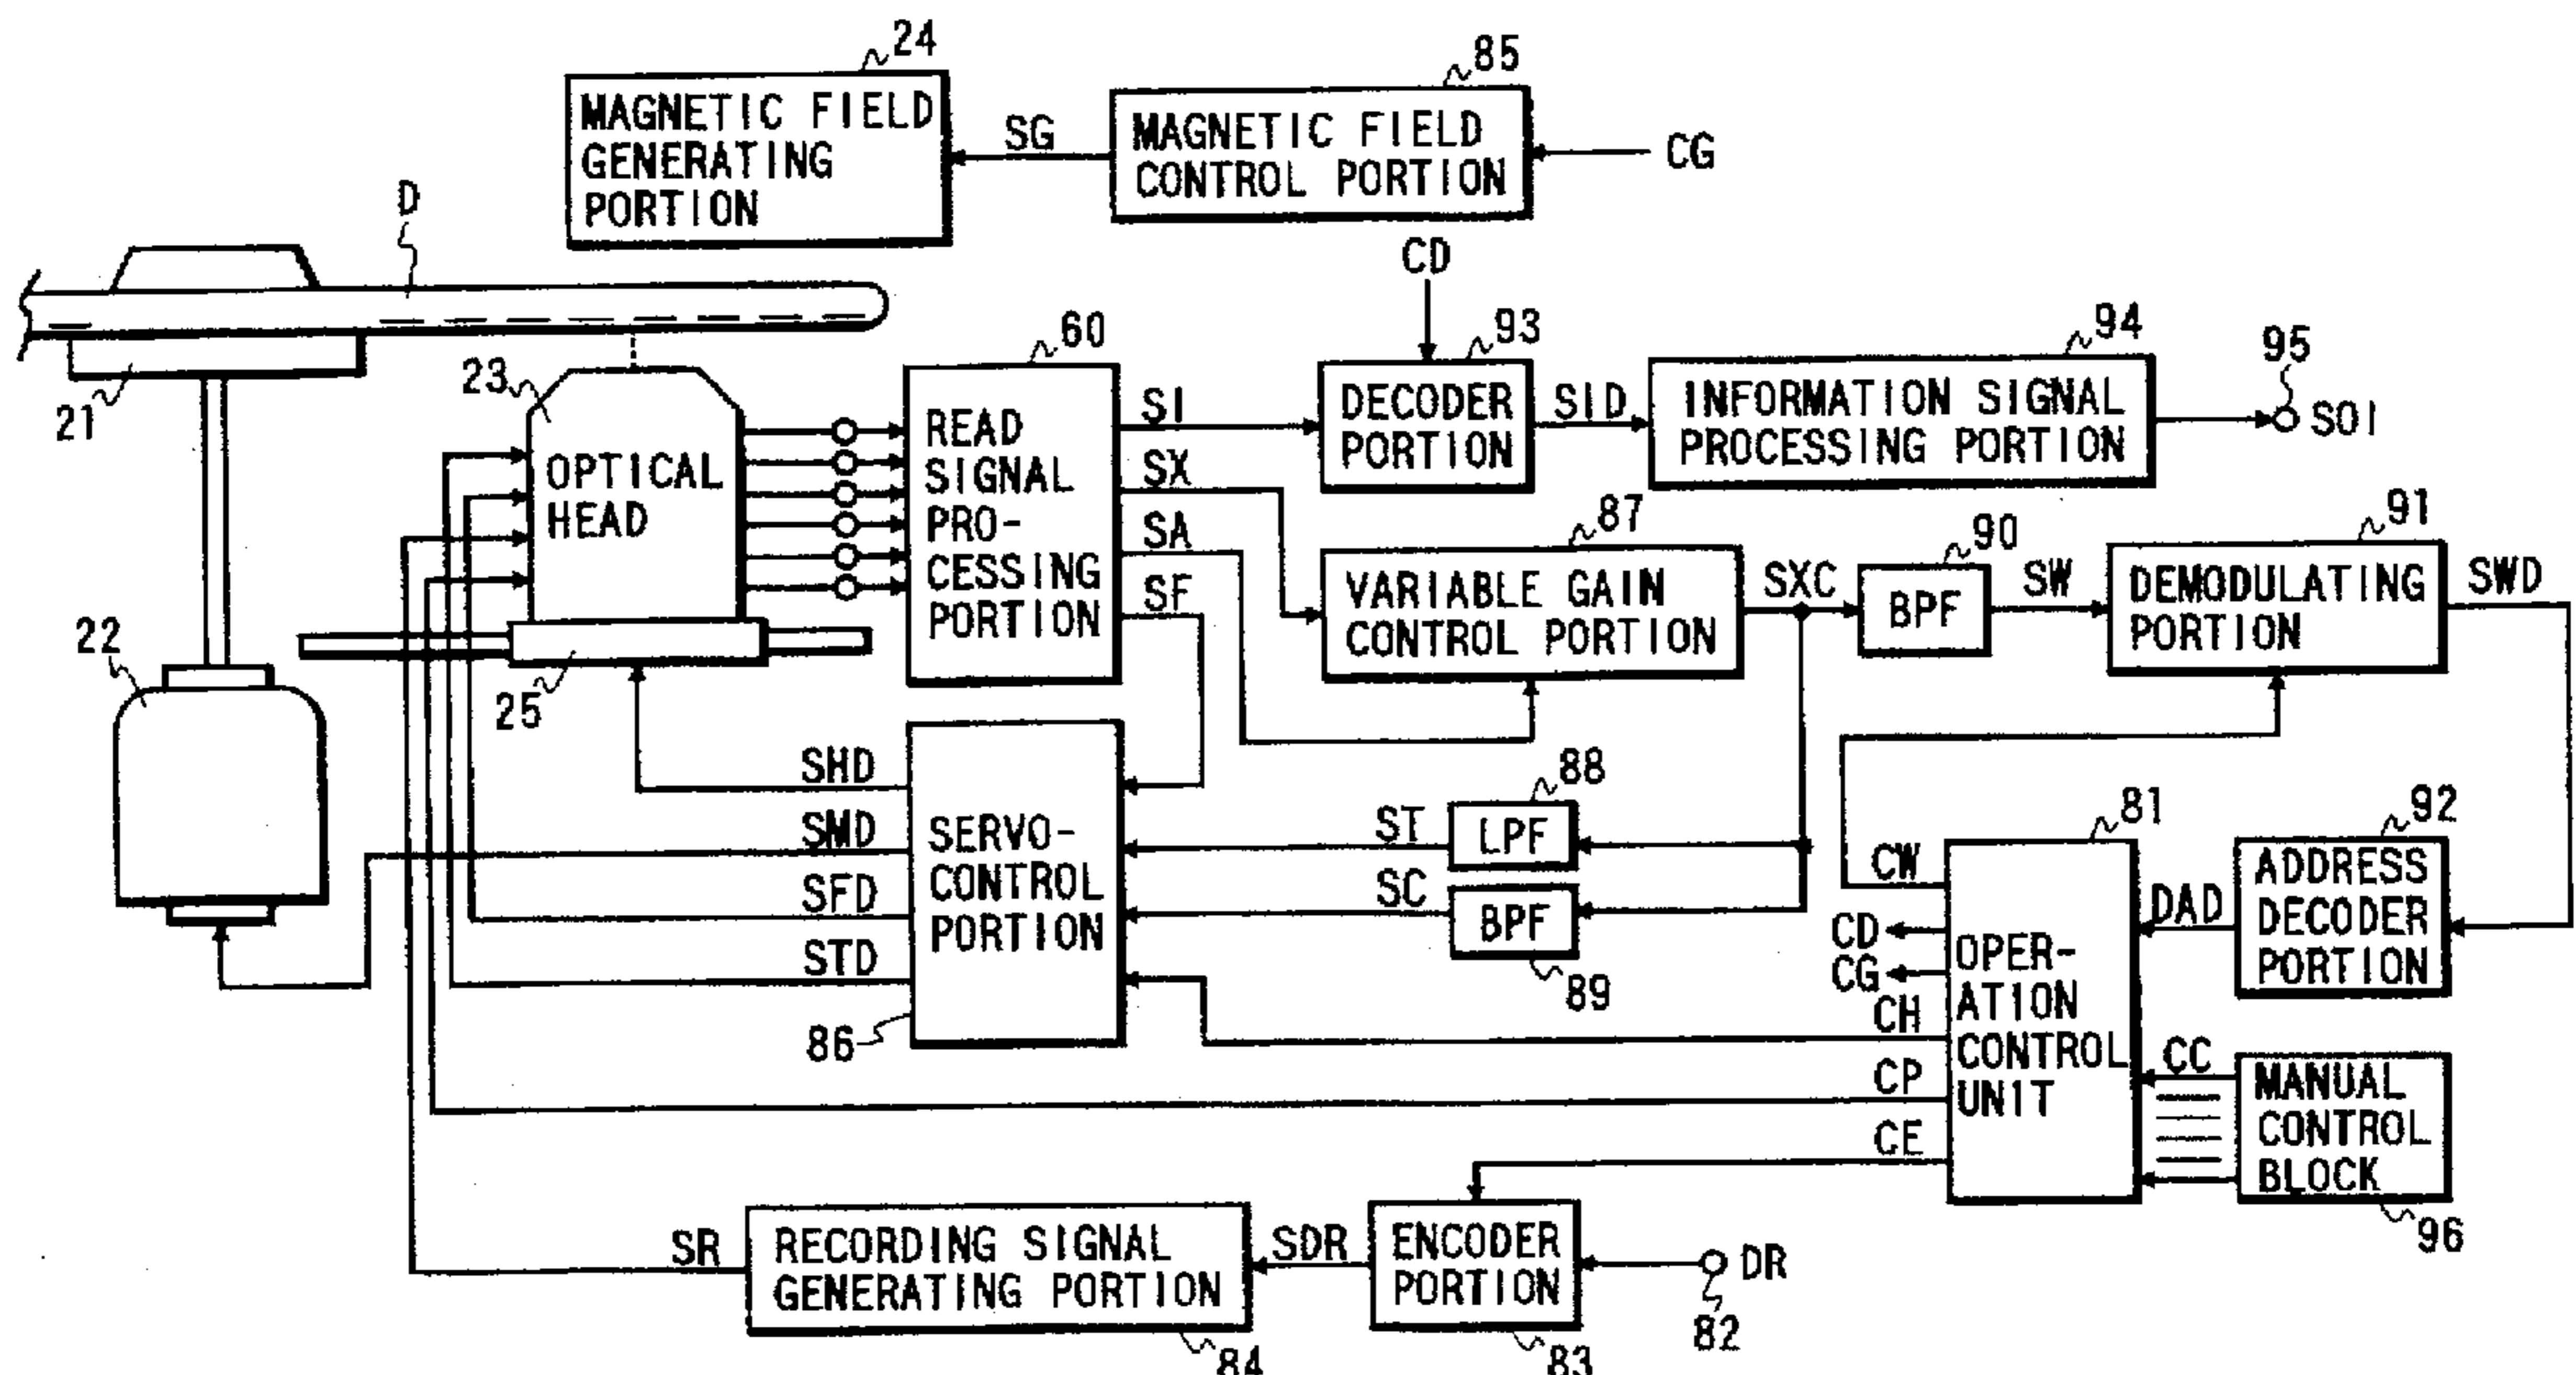 24
85
MAGNETIC FIELD
GENERATING
PORTION
SG
MAGNETIC FIELD
CONTROL PORTION
CG
D
CD
21
23
OPTICAL
HEAD
60
READ
SIGNAL
PRO-
CESSING
PORTION
SI
SX
SA
SF
93
DECODER
PORTION
SID
94
INFORMATION SIGNAL
PROCESSING PORTION
95
SOI
87
VARIABLE GAIN
CONTROL PORTION
SXC
90
BPF
SW
91
DEMODULATING
PORTION
SWD
22
25
SHD
SMD
SFD
STD
SERVO-
CONTROL
PORTION
86
88
ST
LPF
SC
BPF
89
81
CW
CD
CG
CH
CP
CE
OPER-
ATION
CONTROL
UNIT
DAD
92
ADDRESS
DECODER
PORTION
CC
MANUAL
CONTROL
BLOCK
96
SR
RECORDING SIGNAL
GENERATING PORTION
84
SDR
ENCODER
PORTION
83
DR
82